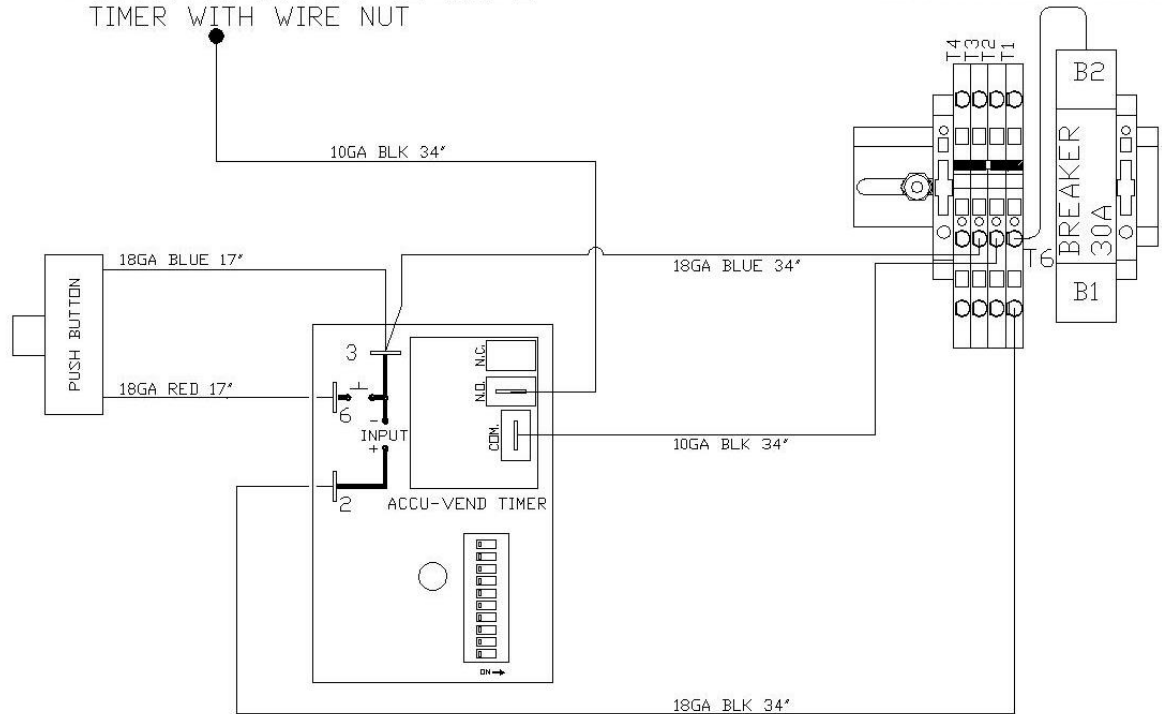 TIMER WITH WIRE NUT
T4
T3
T2
T1
B2
10GA BLK 34"
BREAKER
30A
18GA BLUE 17"
18GA BLUE 34"
T6
B1
PUSH BUTTON
3
N.C.
18GA RED 17"
N.O.
6
-
INPUT
+
COM.
10GA BLK 34"
2
ACCU-VEND TIMER
ON
18GA BLK 34"